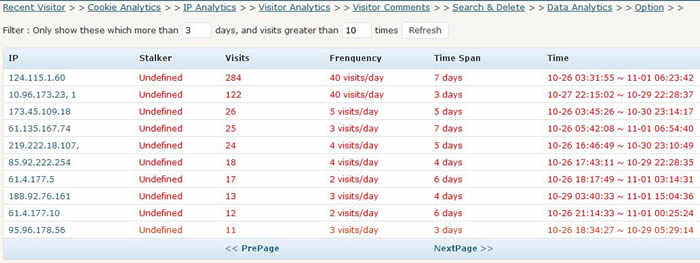 Recent Visitor > > Cookie Analytics > > IP Analytics > > Visitor Analytics > > Visitor Comments > > Search & Delete > > Data Analytics > > Option > >
Filter : Only show these which more than 3 days, and visits greater than 10 times Refresh
IP Stalker Visits Frenquency Time Span Time
124.115.1.60 Undefined 284 40 visits/day 7 days 10-26 03:31:55 ~ 11-01 06:23:42
10.96.173.23, 1 Undefined 122 40 visits/day 3 days 10-27 22:15:02 ~ 10-29 22:28:37
173.45.109.18 Undefined 26 5 visits/day 5 days 10-26 03:45:26 ~ 10-30 23:14:17
61.135.167.74 Undefined 25 3 visits/day 7 days 10-26 05:42:08 ~ 11-01 06:54:40
219.222.18.107, Undefined 24 4 visits/day 5 days 10-26 16:46:49 ~ 10-30 23:10:49
85.92.222.254 Undefined 18 4 visits/day 4 days 10-26 17:43:11 ~ 10-29 22:28:35
61.4.177.5 Undefined 17 2 visits/day 6 days 10-26 18:17:49 ~ 11-01 03:14:31
188.92.76.161 Undefined 13 3 visits/day 4 days 10-29 03:40:33 ~ 11-01 15:04:36
61.4.177.10 Undefined 12 2 visits/day 6 days 10-26 21:14:33 ~ 11-01 00:25:24
95.96.178.56 Undefined 11 3 visits/day 3 days 10-26 18:34:27 ~ 10-29 05:29:14
<< PrePage NextPage >>